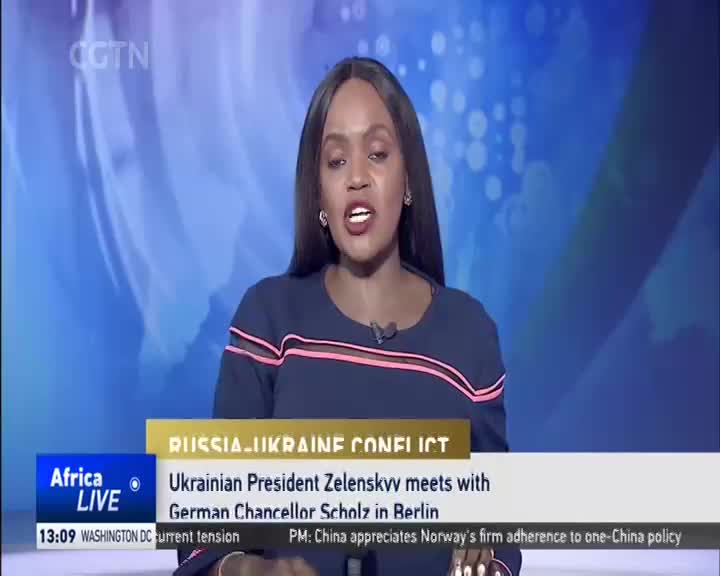 CGTN
RUSSIA-UKRAINE CONFLICT
Africa
LIVE
Ukrainian President Zelenskyy meets with
German Chancellor Scholz in Berlin
13:09 WASHINGTON DC
current tension PM: China appreciates Norway's firm adherence to one-China policy